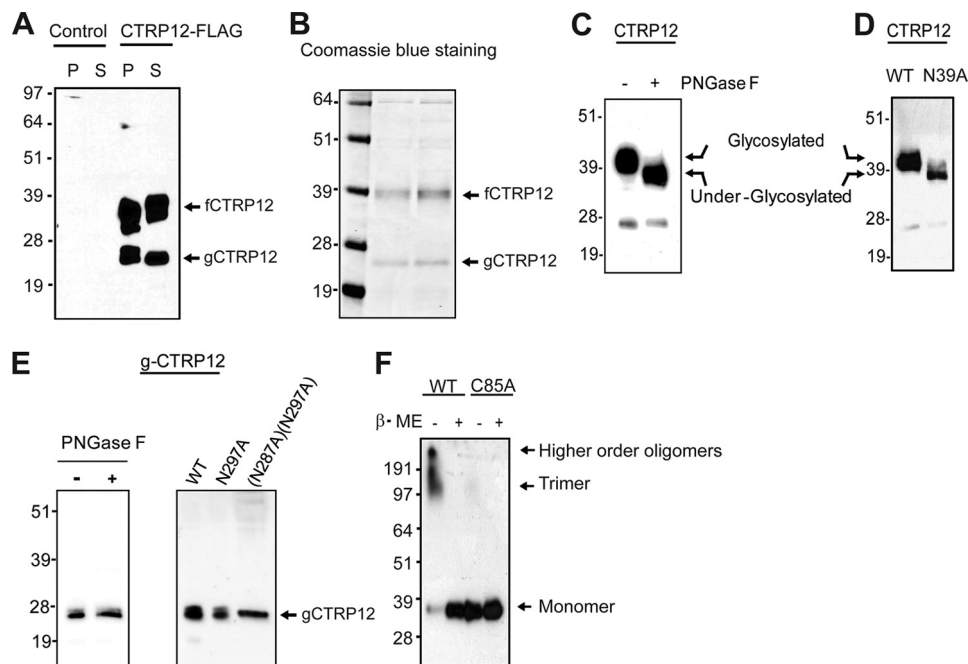 A
Control CTRP12-FLAG
P S P S
97
64
51
39
28
19
fCTRP12
gCTRP12
B
Coomassie blue staining
64
51
39
28
19
fCTRP12
gCTRP12
C
CTRP12
- + PNGase F
51
39
28
19
Glycosylated
Under-Glycosylated
D
CTRP12
WT N39A
51
39
28
19
E
g-CTRP12
PNGase F
- +
51
39
28
19
WT
N297A
(N287A)(N297A)
gCTRP12
F
WT C85A
β-ME - + - +
191
97
64
51
39
28
Higher order oligomers
Trimer
Monomer